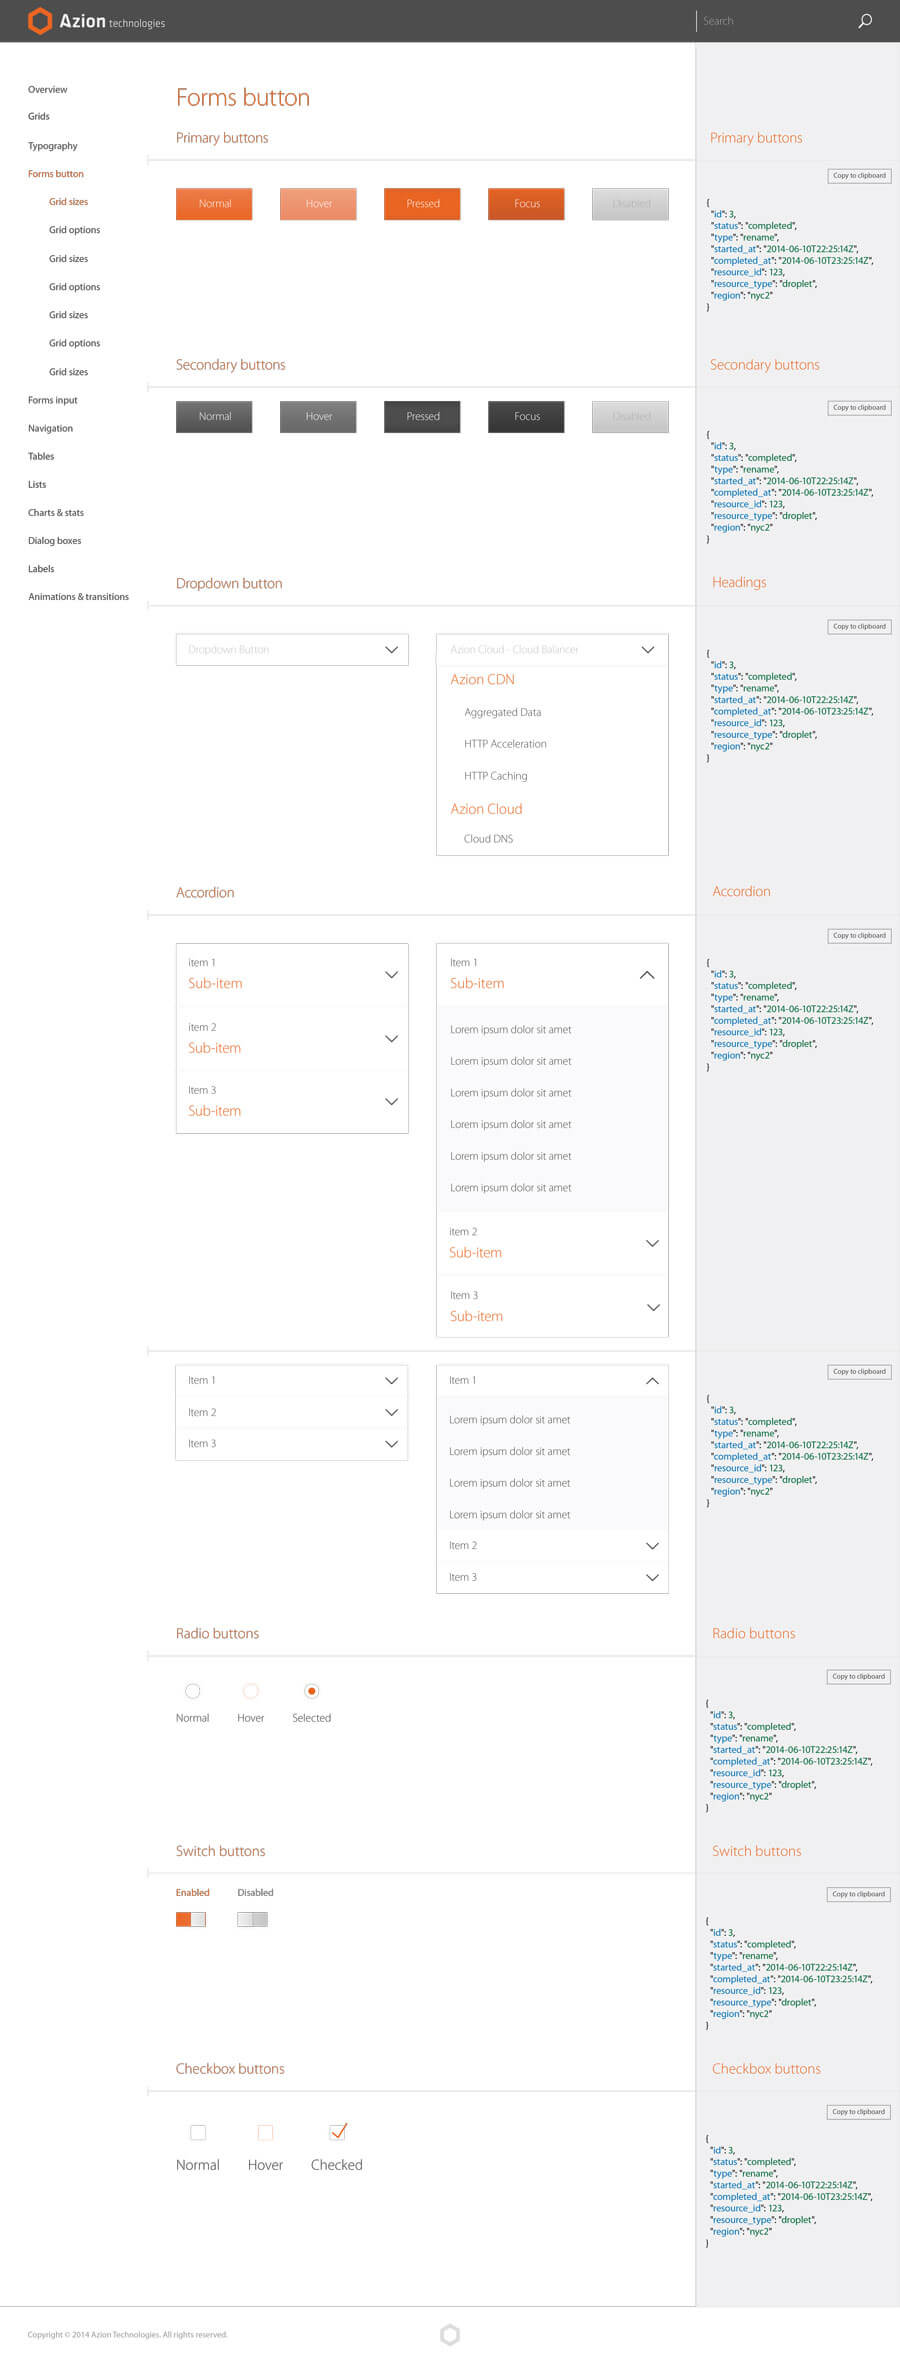 Azion technologies
Search
Overview
Grids
Typography
Forms button
Grid sizes
Grid options
Grid sizes
Grid options
Grid sizes
Grid options
Grid sizes
Forms input
Navigation
Tables
Lists
Charts & stats
Dialog boxes
Labels
Animations & transitions
Forms button
Primary buttons
Normal
Hover
Pressed
Focus
Disabled
Primary buttons
Copy to clipboard
{
"id": 3,
"status": "completed",
"type": "rename",
"started_at": "2014-06-10T22:25:14Z",
"completed_at": "2014-06-10T23:25:14Z",
"resource_id": 123,
"resource_type": "droplet",
"region": "nyc2"
}
Secondary buttons
Normal
Hover
Pressed
Focus
Disabled
Secondary buttons
Copy to clipboard
{
"id": 3,
"status": "completed",
"type": "rename",
"started_at": "2014-06-10T22:25:14Z",
"completed_at": "2014-06-10T23:25:14Z",
"resource_id": 123,
"resource_type": "droplet",
"region": "nyc2"
}
Dropdown button
Dropdown Button
Azion Cloud - Cloud Balancer
Azion CDN
Aggregated Data
HTTP Acceleration
HTTP Caching
Azion Cloud
Cloud DNS
Headings
Copy to clipboard
{
"id": 3,
"status": "completed",
"type": "rename",
"started_at": "2014-06-10T22:25:14Z",
"completed_at": "2014-06-10T23:25:14Z",
"resource_id": 123,
"resource_type": "droplet",
"region": "nyc2"
}
Accordion
item 1
Sub-item
item 2
Sub-item
Item 3
Sub-item
Item 1
Sub-item
Lorem ipsum dolor sit amet
Lorem ipsum dolor sit amet
Lorem ipsum dolor sit amet
Lorem ipsum dolor sit amet
Lorem ipsum dolor sit amet
Lorem ipsum dolor sit amet
item 2
Sub-item
Item 3
Sub-item
Accordion
Copy to clipboard
{
"id": 3,
"status": "completed",
"type": "rename",
"started_at": "2014-06-10T22:25:14Z",
"completed_at": "2014-06-10T23:25:14Z",
"resource_id": 123,
"resource_type": "droplet",
"region": "nyc2"
}
Item 1
Item 2
Item 3
Item 1
Lorem ipsum dolor sit amet
Lorem ipsum dolor sit amet
Lorem ipsum dolor sit amet
Lorem ipsum dolor sit amet
Item 2
Item 3
Copy to clipboard
{
"id": 3,
"status": "completed",
"type": "rename",
"started_at": "2014-06-10T22:25:14Z",
"completed_at": "2014-06-10T23:25:14Z",
"resource_id": 123,
"resource_type": "droplet",
"region": "nyc2"
}
Radio buttons
Normal
Hover
Selected
Radio buttons
Copy to clipboard
{
"id": 3,
"status": "completed",
"type": "rename",
"started_at": "2014-06-10T22:25:14Z",
"completed_at": "2014-06-10T23:25:14Z",
"resource_id": 123,
"resource_type": "droplet",
"region": "nyc2"
}
Switch buttons
Enabled
Disabled
Switch buttons
Copy to clipboard
{
"id": 3,
"status": "completed",
"type": "rename",
"started_at": "2014-06-10T22:25:14Z",
"completed_at": "2014-06-10T23:25:14Z",
"resource_id": 123,
"resource_type": "droplet",
"region": "nyc2"
}
Checkbox buttons
Normal
Hover
Checked
Checkbox buttons
Copy to clipboard
{
"id": 3,
"status": "completed",
"type": "rename",
"started_at": "2014-06-10T22:25:14Z",
"completed_at": "2014-06-10T23:25:14Z",
"resource_id": 123,
"resource_type": "droplet",
"region": "nyc2"
}
Copyright © 2014 Azion Technologies. All rights reserved.